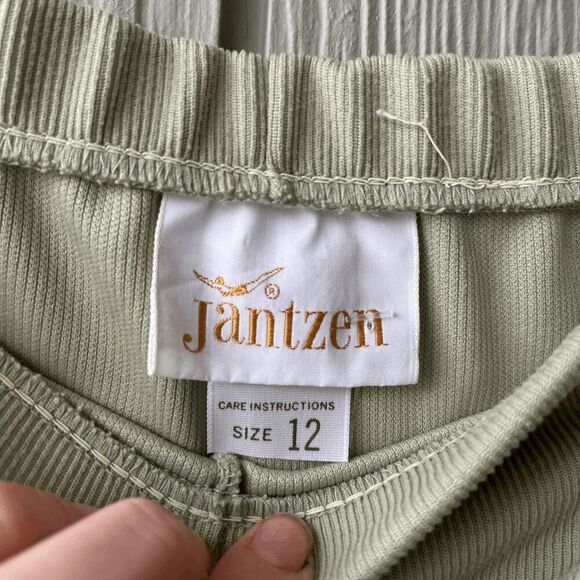 Jantzen ®
CARE INSTRUCTIONS
SIZE 12